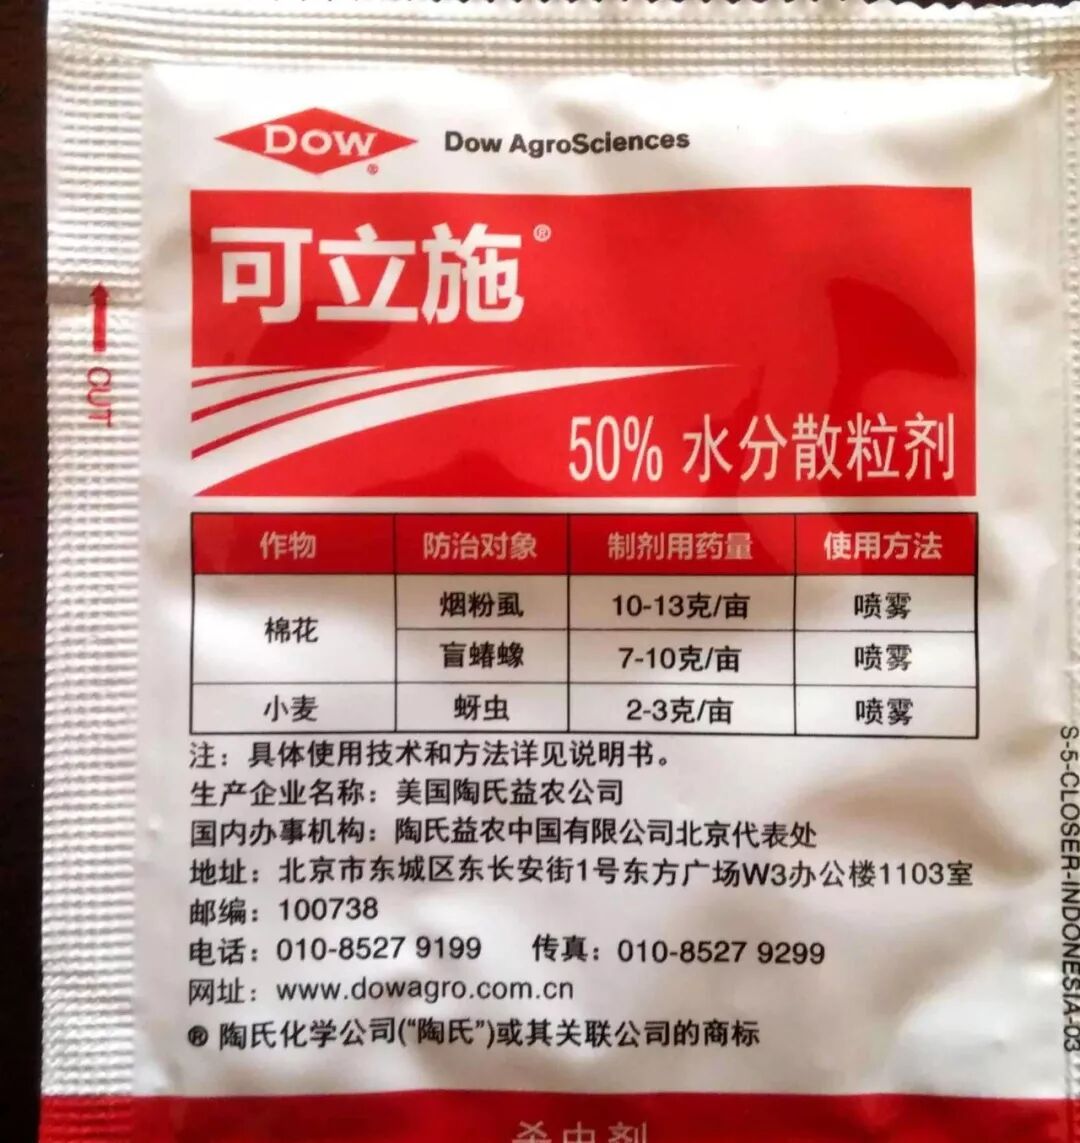 DOW®
Dow AgroSciences
可立施®
50% 水分散粒剂
CUT
作物 防治对象 制剂用药量 使用方法
棉花 烟粉虱 10-13克/亩 喷雾
盲蝽蟓 7-10克/亩 喷雾
小麦 蚜虫 2-3克/亩 喷雾
注：具体使用技术和方法详见说明书。
生产企业名称：美国陶氏益农公司
国内办事机构：陶氏益农中国有限公司北京代表处
地址：北京市东城区东长安街1号东方广场W3办公楼1103室
邮编：100738
电话：010-8527 9199 传真：010-8527 9299
网址：www.dowagro.com.cn
® 陶氏化学公司(“陶氏”)或其关联公司的商标
S-5-CLOSER-INDONESIA-03
杀虫剂